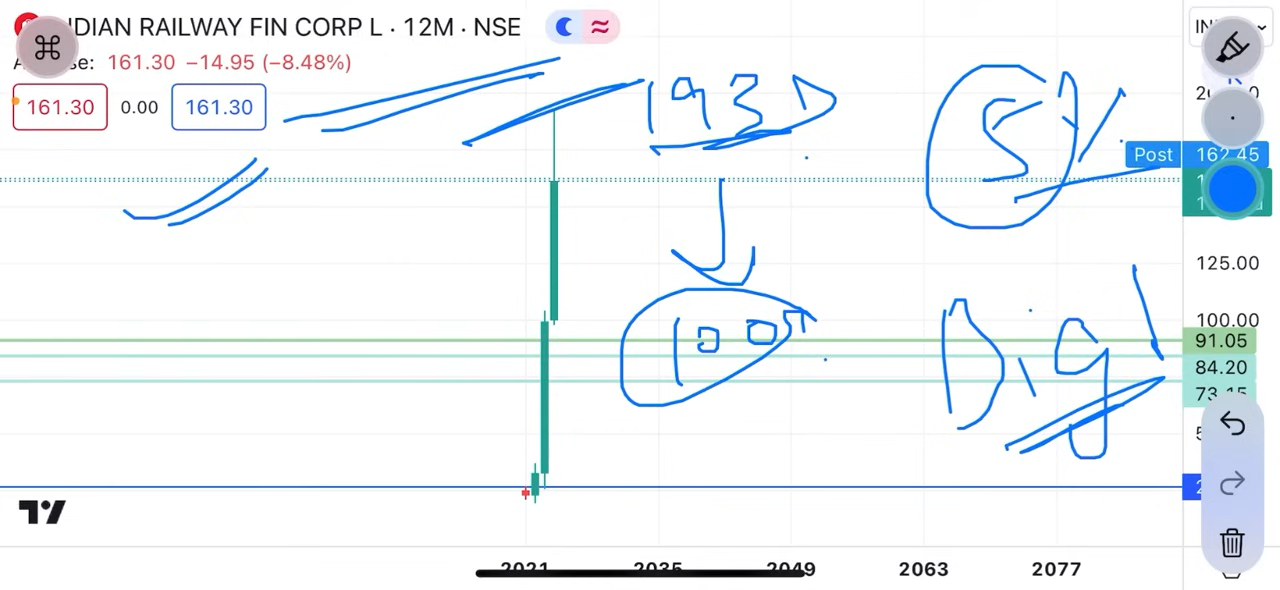 DIAN RAILWAY FIN CORP L · 12M · NSE
161.30 −14.95 (−8.48%)
161.30 0.00 161.30
193
5%
Post 162.45
125.00
100.00
100
91.05
84.20
Dig
2021 2035 2049 2063 2077